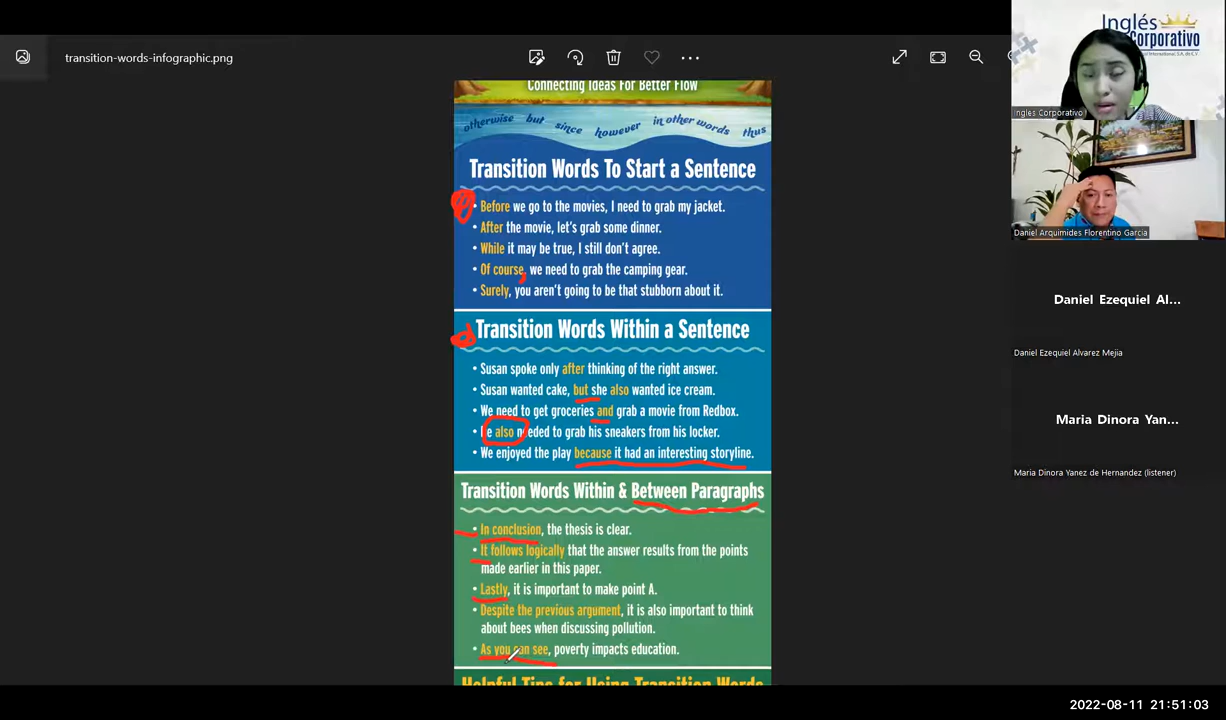 transition-words-infographic.png
Connecting Ideas For Better Flow
otherwise but since however in other words thus
Transition Words To Start a Sentence
• Before we go to the movies, I need to grab my jacket.
• After the movie, let's grab some dinner.
• While it may be true, I still don't agree.
• Of course, we need to grab the camping gear.
• Surely, you aren't going to be that stubborn about it.
Transition Words Within a Sentence
• Susan spoke only after thinking of the right answer.
• Susan wanted cake, but she also wanted ice cream.
• We need to get groceries and grab a movie from Redbox.
• also needed to grab his sneakers from his locker.
• We enjoyed the play because it had an interesting storyline.
Transition Words Within & Between Paragraphs
• In conclusion, the thesis is clear.
• It follows logically that the answer results from the points
made earlier in this paper.
• Lastly, it is important to make point A.
• Despite the previous argument, it is also important to think
about bees when discussing pollution.
• As you can see, poverty impacts education.
Helpful Tips for Using Transition Words
Inglés
Corporativo
Ingles Corporativo
Daniel Arquimides Florentino Garcia
Daniel Ezequiel Al...
Daniel Ezequiel Alvarez Mejia
Maria Dinora Yan...
Maria Dinora Yanez de Hernandez (listener)
2022-08-11 21:51:03